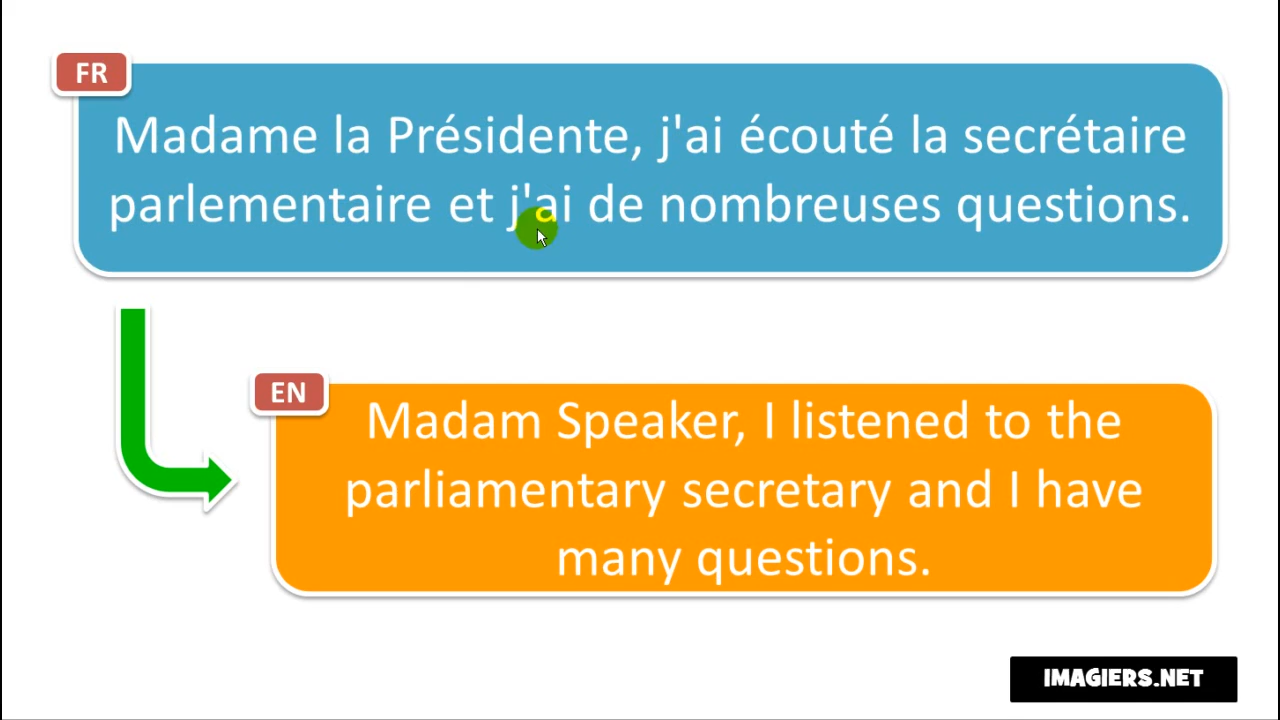 FR
Madame la Présidente, j'ai écouté la secrétaire
parlementaire et j'ai de nombreuses questions.
EN
Madam Speaker, I listened to the
parliamentary secretary and I have
many questions.
IMAGIERS.NET